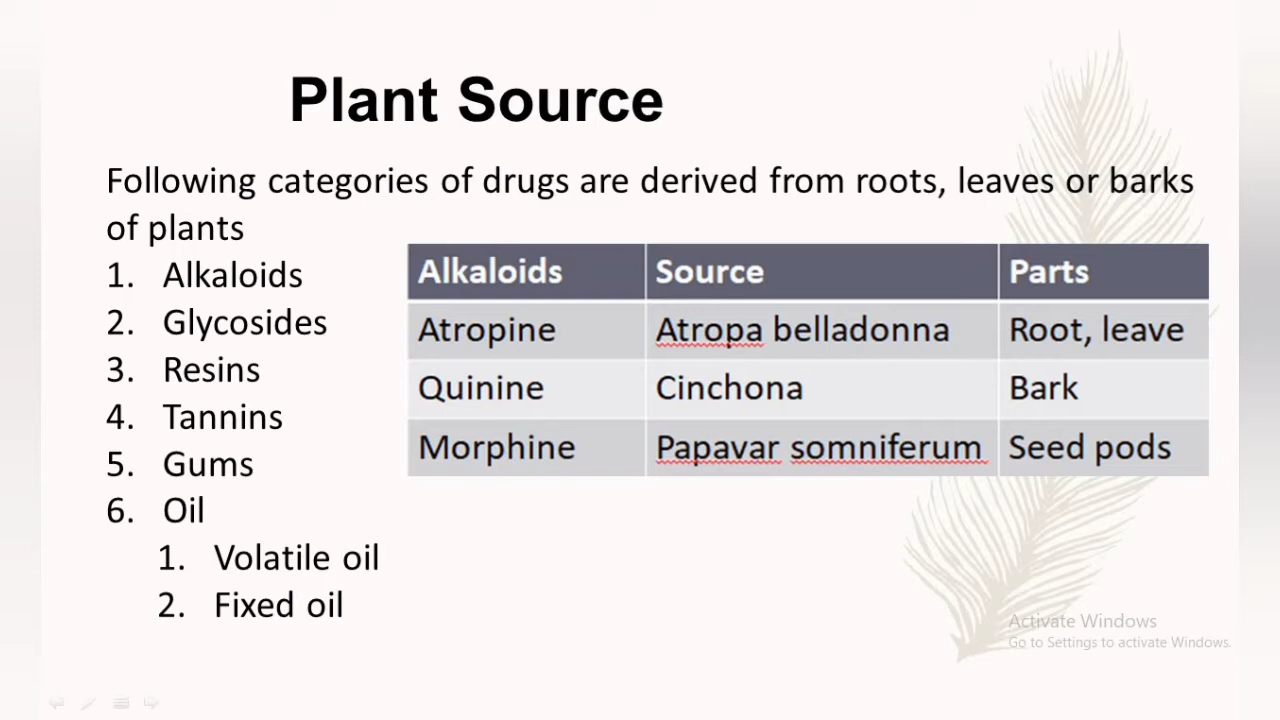 Plant Source
Following categories of drugs are derived from roots, leaves or barks
of plants
1. Alkaloids
2. Glycosides
3. Resins
4. Tannins
5. Gums
6. Oil
1. Volatile oil
2. Fixed oil
Alkaloids Source Parts
Atropine Atropa belladonna Root, leave
Quinine Cinchona Bark
Morphine Papavar somniferum Seed pods
Activate Windows
Go to Settings to activate Windows.